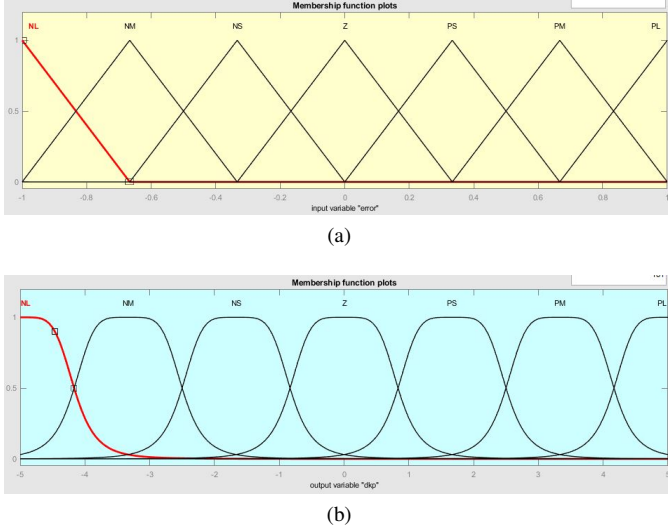 Membership function plots
NL NM NS Z PS PM PL
1
0.5
0
-1 -0.8 -0.6 -0.4 -0.2 0 0.2 0.4 0.6 0.8 1
input variable "error"
(a)
Membership function plots
NL NM NS Z PS PM PL
1
0.5
0
-5 -4 -3 -2 -1 0 1 2 3 4 5
output variable "dkp"
(b)